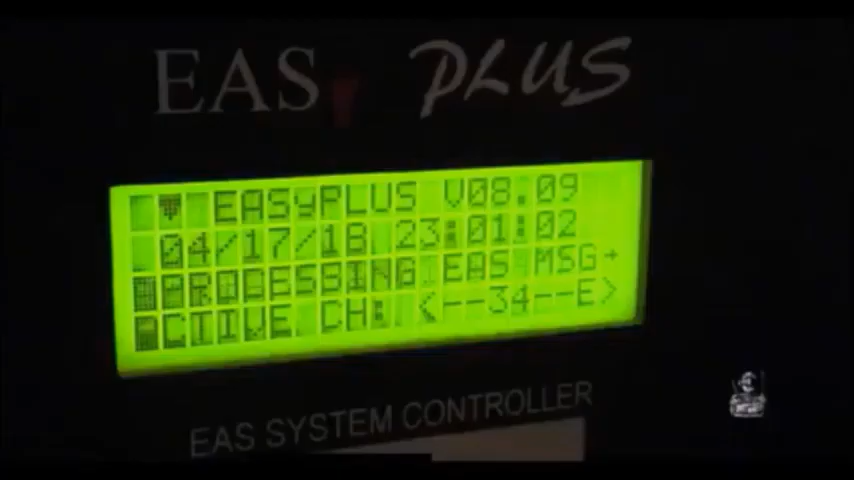 EAS PLUS
EASyPLUS V08.09
04/17/18 23:01:02
PROCESSING EAS MSG→
ACTIVE CH: <--34--E>
EAS SYSTEM CONTROLLER